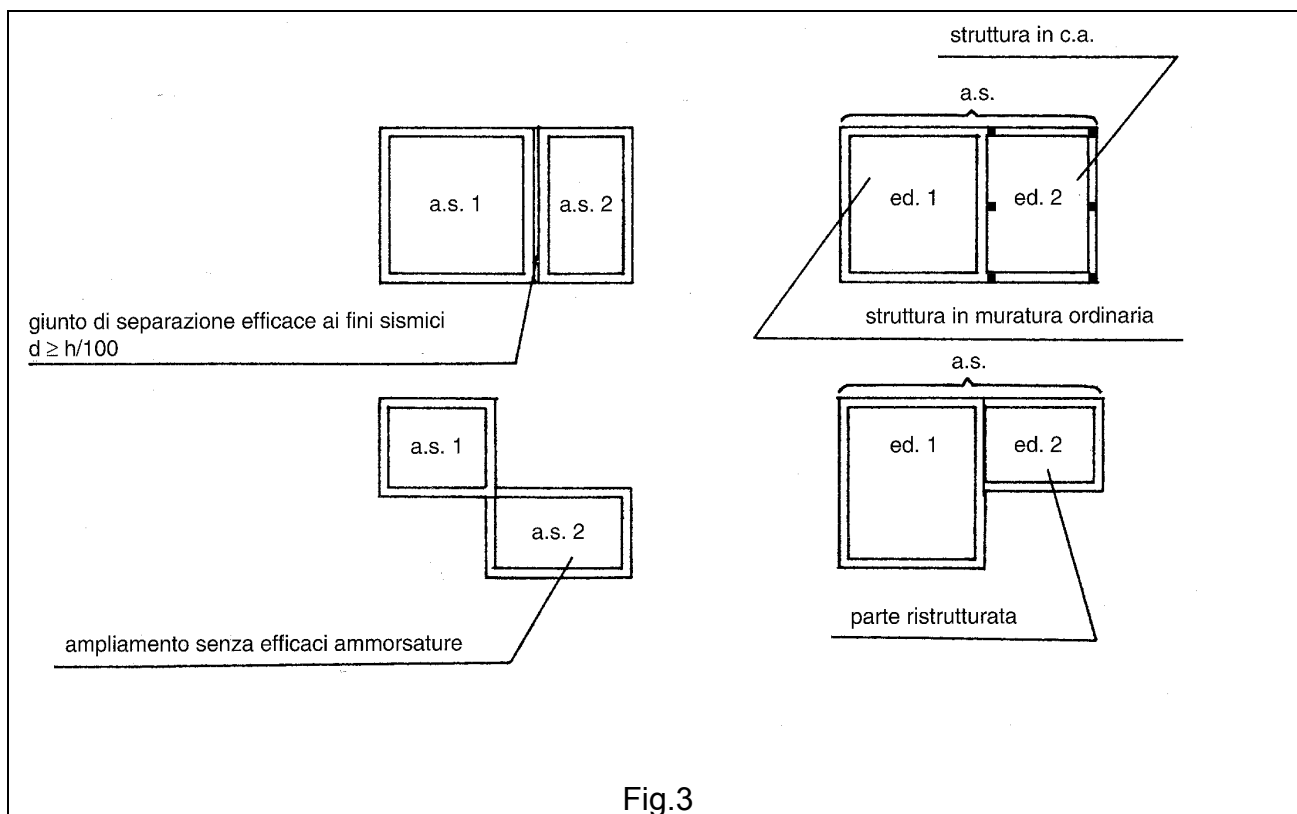 struttura in c.a.
a.s.
a.s. 1
a.s. 2
ed. 1
ed. 2
giunto di separazione efficace ai fini sismici
d ≥ h/100
struttura in muratura ordinaria
a.s.
a.s. 1
ed. 1
ed. 2
a.s. 2
parte ristrutturata
ampliamento senza efficaci ammorsature
Fig.3